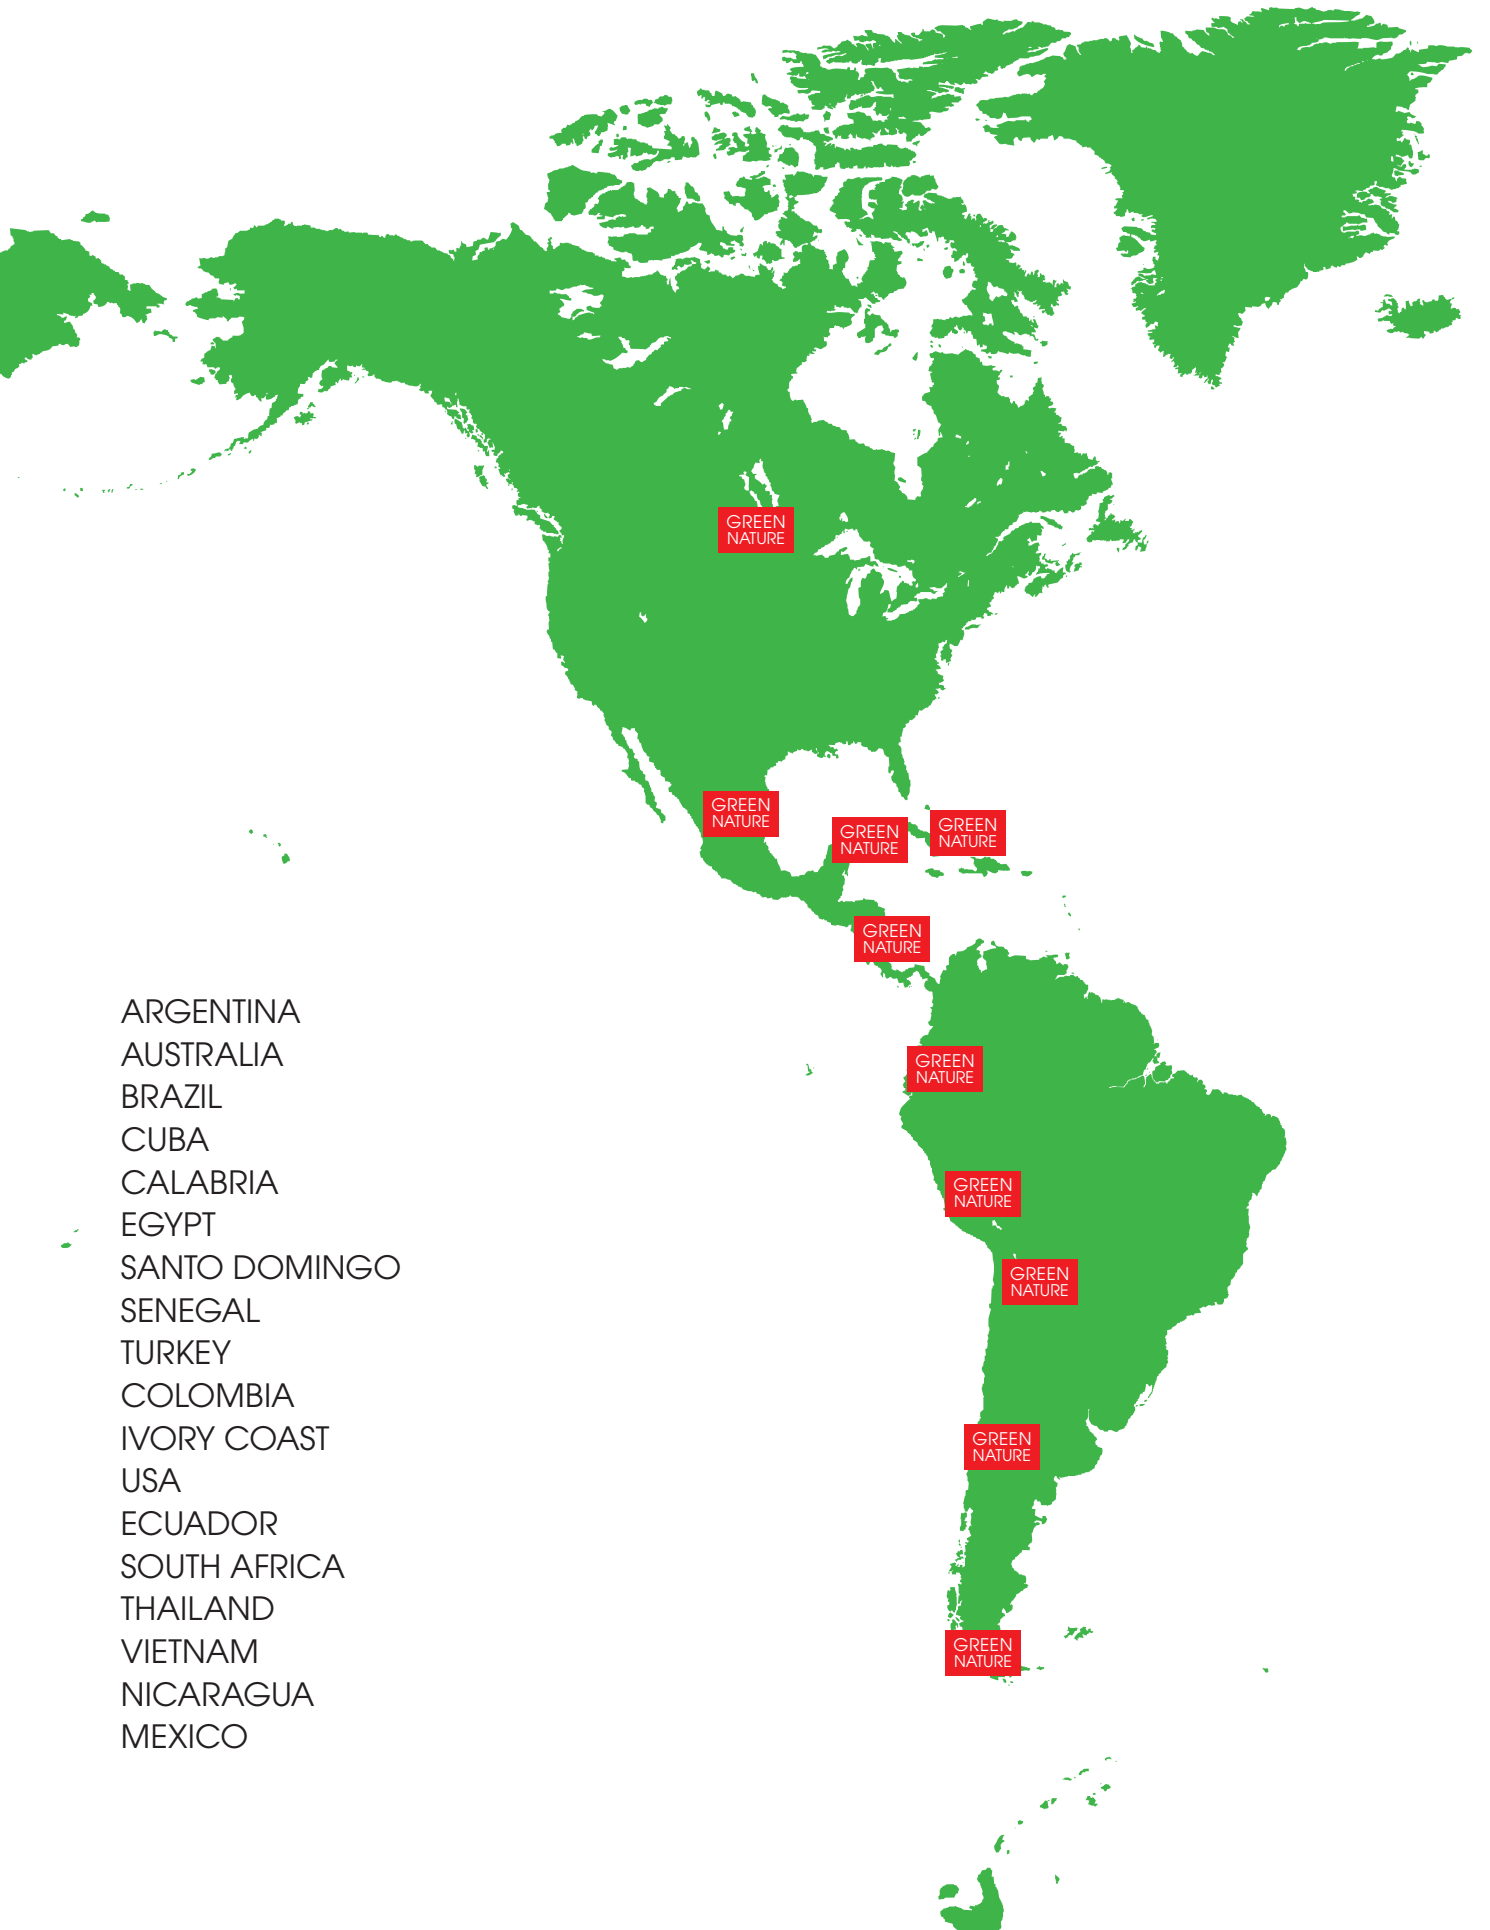 GREEN
NATURE
GREEN
NATURE
GREEN
NATURE
GREEN
NATURE
GREEN
NATURE
GREEN
NATURE
GREEN
NATURE
GREEN
NATURE
GREEN
NATURE
GREEN
NATURE
ARGENTINA
AUSTRALIA
BRAZIL
CUBA
CALABRIA
EGYPT
SANTO DOMINGO
SENEGAL
TURKEY
COLOMBIA
IVORY COAST
USA
ECUADOR
SOUTH AFRICA
THAILAND
VIETNAM
NICARAGUA
MEXICO